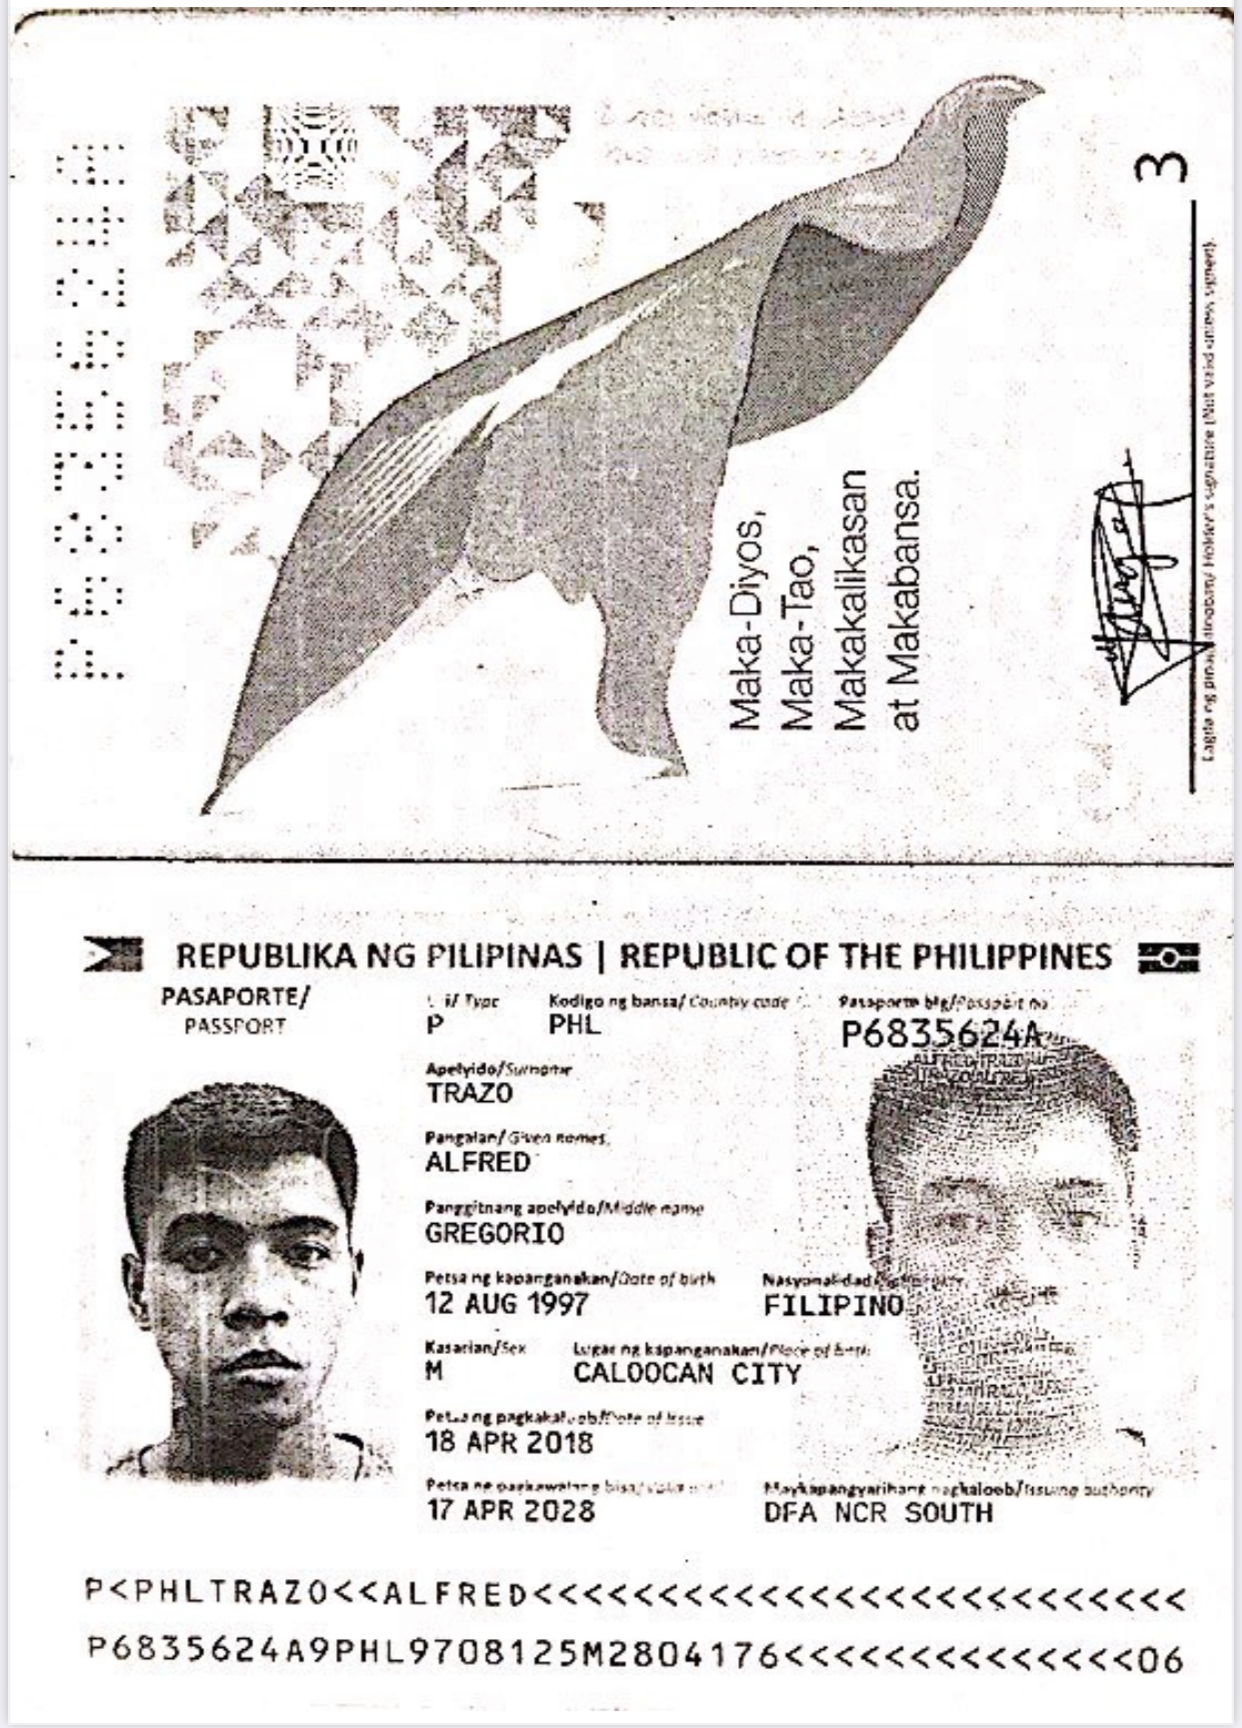 P6835624A
Maka-Diyos,
Maka-Tao,
Makakalikasan
at Makabansa.
3
Lagda ng pinagkalooban/ Holder's signature (Not valid unless signed).
REPUBLIKA NG PILIPINAS | REPUBLIC OF THE PHILIPPINES
PASAPORTE/
PASSPORT
Type Kodigo ng bansa/ Country code Pasaporte blg/Passport no
P PHL P6835624A
Apelyido/Surname
TRAZO
Pangalan/ Given names
ALFRED
Panggitnang apelyido/Middle name
GREGORIO
Petsa ng kapanganakan/Date of birth Nasyonalidad
12 AUG 1997 FILIPINO
Kasarian/Sex Lugar ng kapanganakan/Place of birth
M CALOOCAN CITY
Petsa ng pagkakaloob/Date of issue
18 APR 2018
Petsa ng pagkawalang bisa/ Maykapangyarihang nagkaloob/Issuing authority
17 APR 2028 DFA NCR SOUTH
P<PHLTRAZO<<ALFRED<<<<<<<<<<<<<<<<<<<<<<<<<<
P6835624A9PHL9708125M2804176<<<<<<<<<<<<<<06